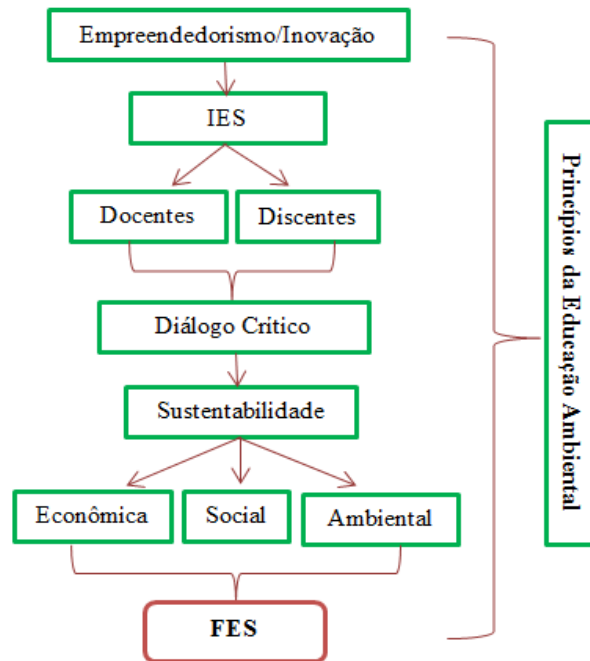 Empreendedorismo/Inovação
IES
Docentes
Discentes
Diálogo Crítico
Sustentabilidade
Econômica
Social
Ambiental
FES
Princípios da Educação Ambiental